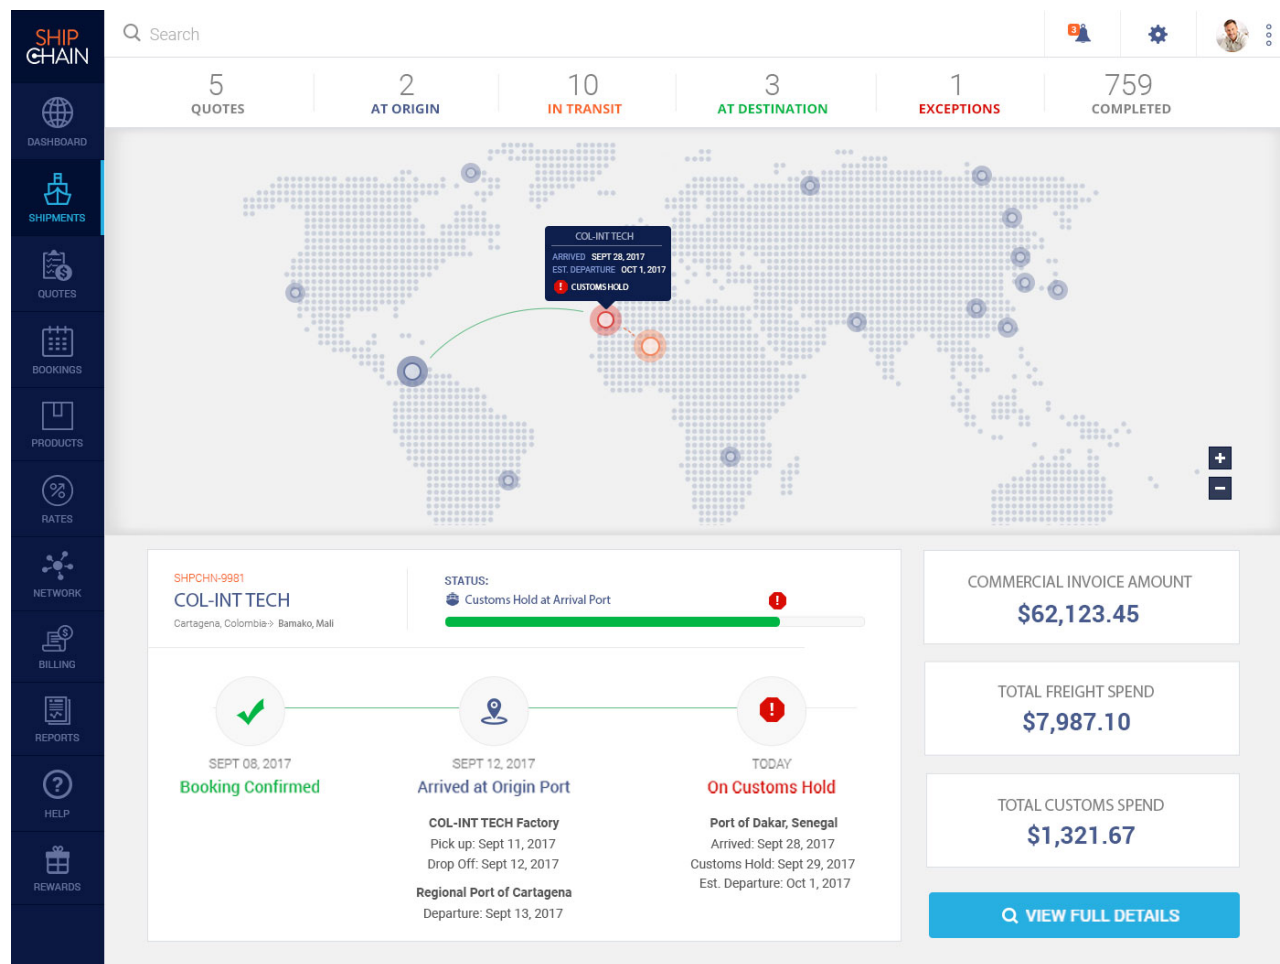 SHIP
CHAIN
Search
3
5
QUOTES
2
AT ORIGIN
10
IN TRANSIT
3
AT DESTINATION
1
EXCEPTIONS
759
COMPLETED
DASHBOARD
SHIPMENTS
QUOTES
BOOKINGS
PRODUCTS
RATES
NETWORK
BILLING
REPORTS
HELP
REWARDS
COL-INT TECH
ARRIVED SEPT 28, 2017
EST. DEPARTURE OCT 1, 2017
! CUSTOMS HOLD
+
−
SHPCHN-9981
COL-INT TECH
Cartagena, Colombia→ Bamako, Mali
STATUS:
Customs Hold at Arrival Port
!
SEPT 08, 2017
Booking Confirmed
SEPT 12, 2017
Arrived at Origin Port
COL-INT TECH Factory
Pick up: Sept 11, 2017
Drop Off: Sept 12, 2017
Regional Port of Cartagena
Departure: Sept 13, 2017
!
TODAY
On Customs Hold
Port of Dakar, Senegal
Arrived: Sept 28, 2017
Customs Hold: Sept 29, 2017
Est. Departure: Oct 1, 2017
COMMERCIAL INVOICE AMOUNT
$62,123.45
TOTAL FREIGHT SPEND
$7,987.10
TOTAL CUSTOMS SPEND
$1,321.67
VIEW FULL DETAILS